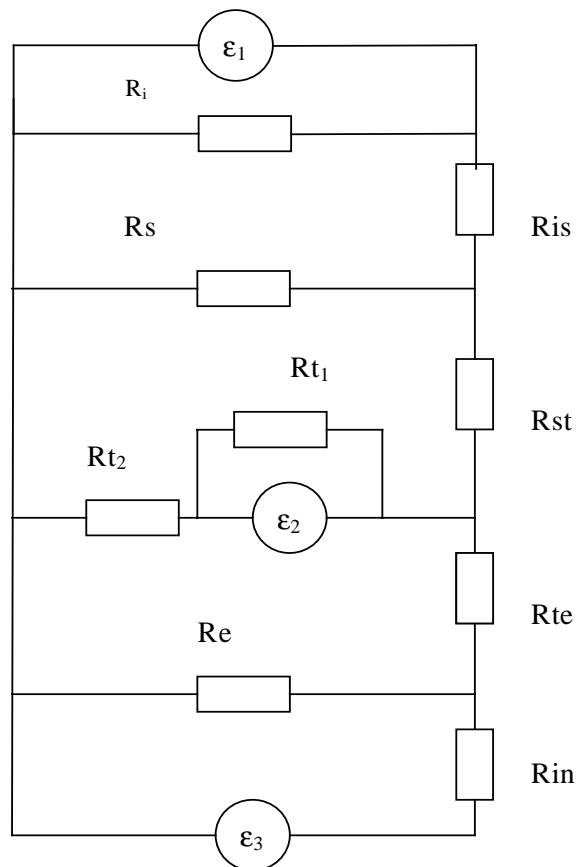 ε₁
Rᵢ
Rs
Ris
Rt₁
Rst
Rt₂
ε₂
Rte
Re
Rin
ε₃